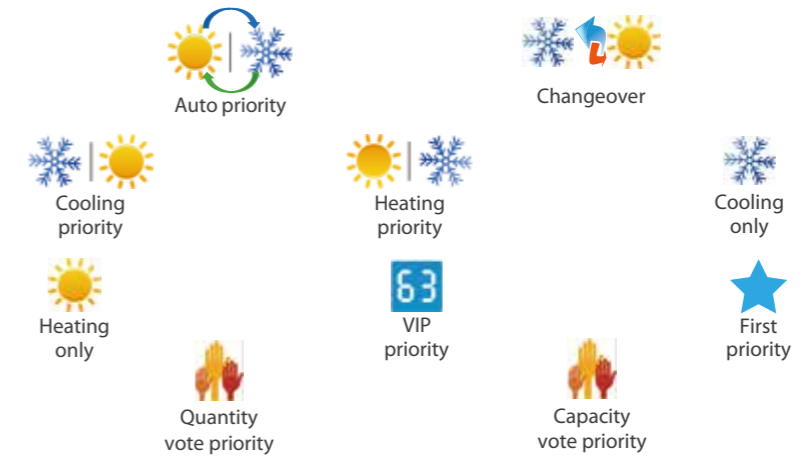 Auto priority
Changeover
Cooling
priority
Heating
priority
Cooling
only
Heating
only
63
VIP
priority
First
priority
Quantity
vote priority
Capacity
vote priority